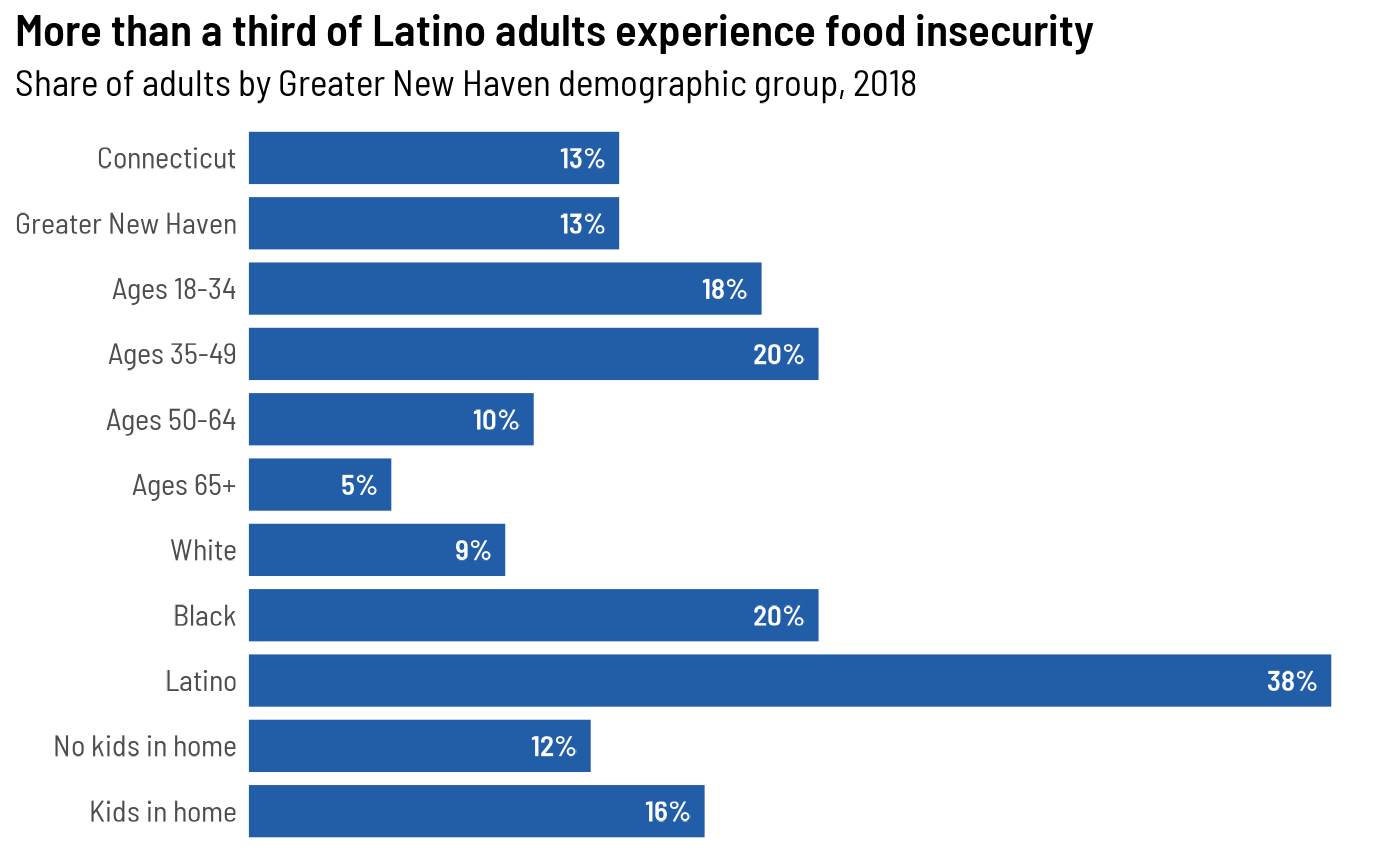 More than a third of Latino adults experience food insecurity
Share of adults by Greater New Haven demographic group, 2018
Connecticut 13%
Greater New Haven 13%
Ages 18-34 18%
Ages 35-49 20%
Ages 50-64 10%
Ages 65+ 5%
White 9%
Black 20%
Latino 38%
No kids in home 12%
Kids in home 16%